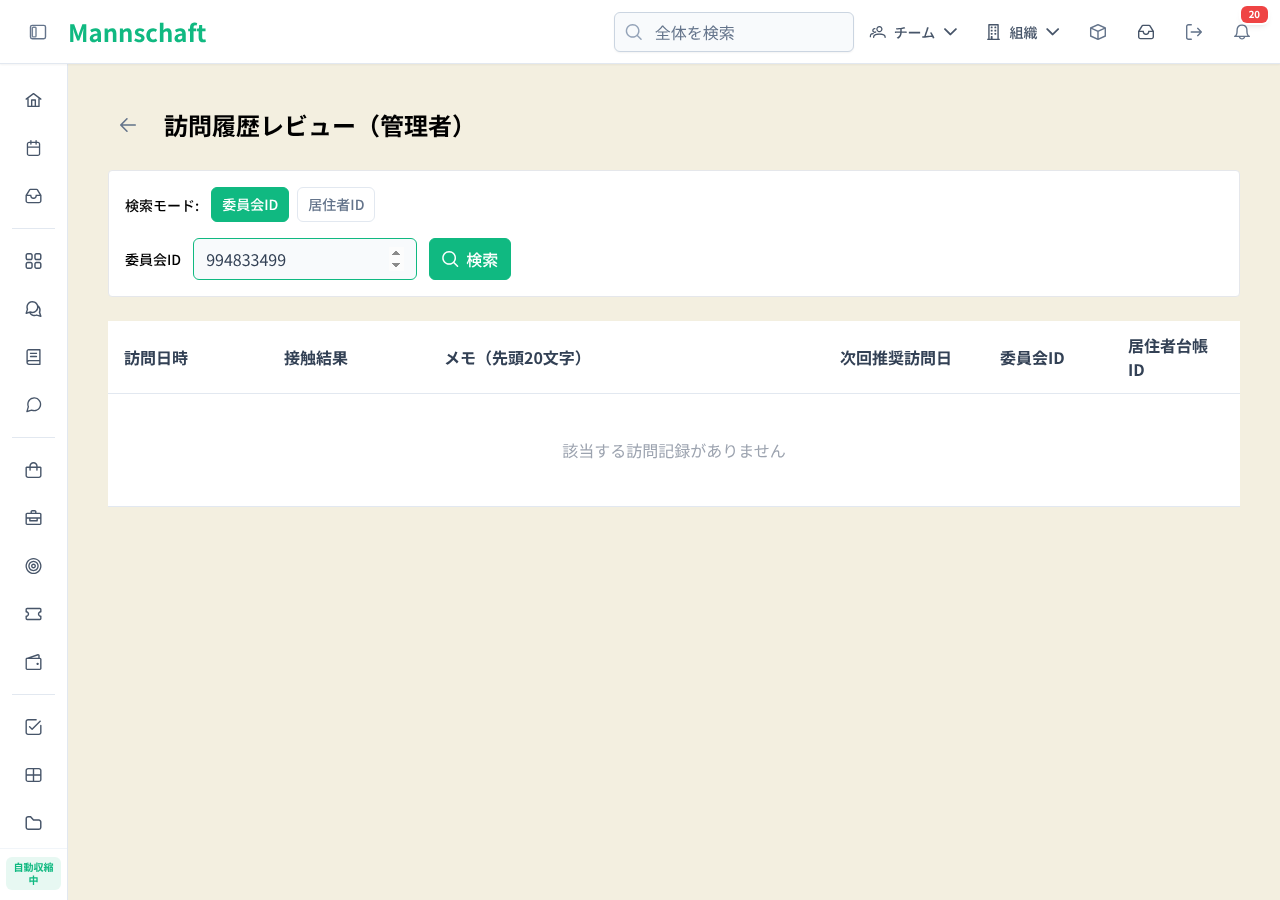 Mannschaft
全体を検索
チーム
組織
20
訪問履歴レビュー（管理者）
検索モード:
委員会ID
居住者ID
委員会ID
994833499
検索
訪問日時
接触結果
メモ（先頭20文字）
次回推奨訪問日
委員会ID
居住者台帳
ID
該当する訪問記録がありません
自動収縮
中